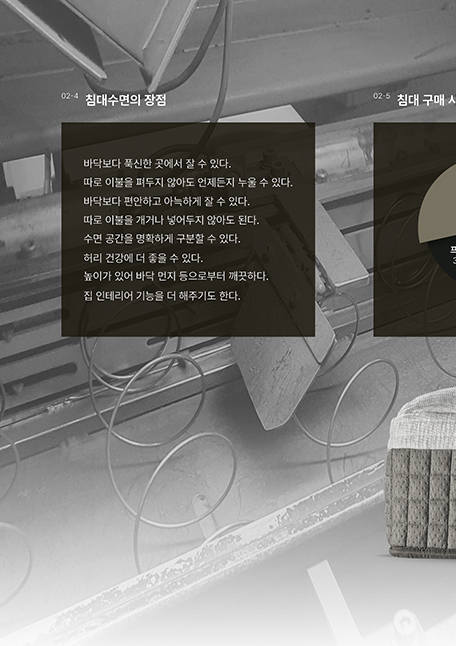 02-4 침대수면의 장점
바닥보다 푹신한 곳에서 잘 수 있다.
따로 이불을 펴두지 않아도 언제든지 누울 수 있다.
바닥보다 편안하고 아늑하게 잘 수 있다.
따로 이불을 개거나 넣어두지 않아도 된다.
수면 공간을 명확하게 구분할 수 있다.
허리 건강에 더 좋을 수 있다.
높이가 있어 바닥 먼지 등으로부터 깨끗하다.
집 인테리어 기능을 더 해주기도 한다.
02-5 침대 구매